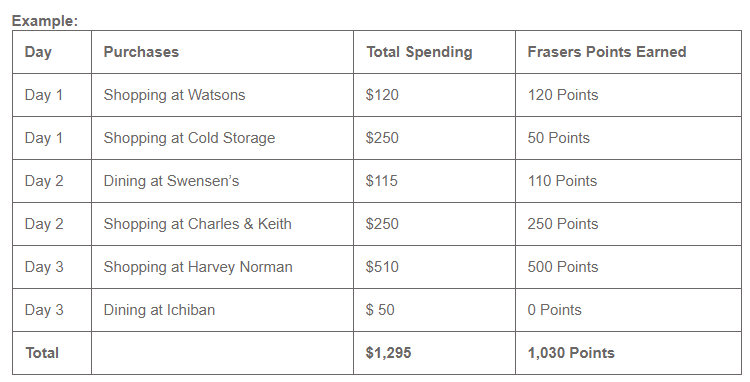 Example:
Day Purchases Total Spending Frasers Points Earned
Day 1 Shopping at Watsons $120 120 Points
Day 1 Shopping at Cold Storage $250 50 Points
Day 2 Dining at Swensen’s $115 110 Points
Day 2 Shopping at Charles & Keith $250 250 Points
Day 3 Shopping at Harvey Norman $510 500 Points
Day 3 Dining at Ichiban $ 50 0 Points
Total $1,295 1,030 Points